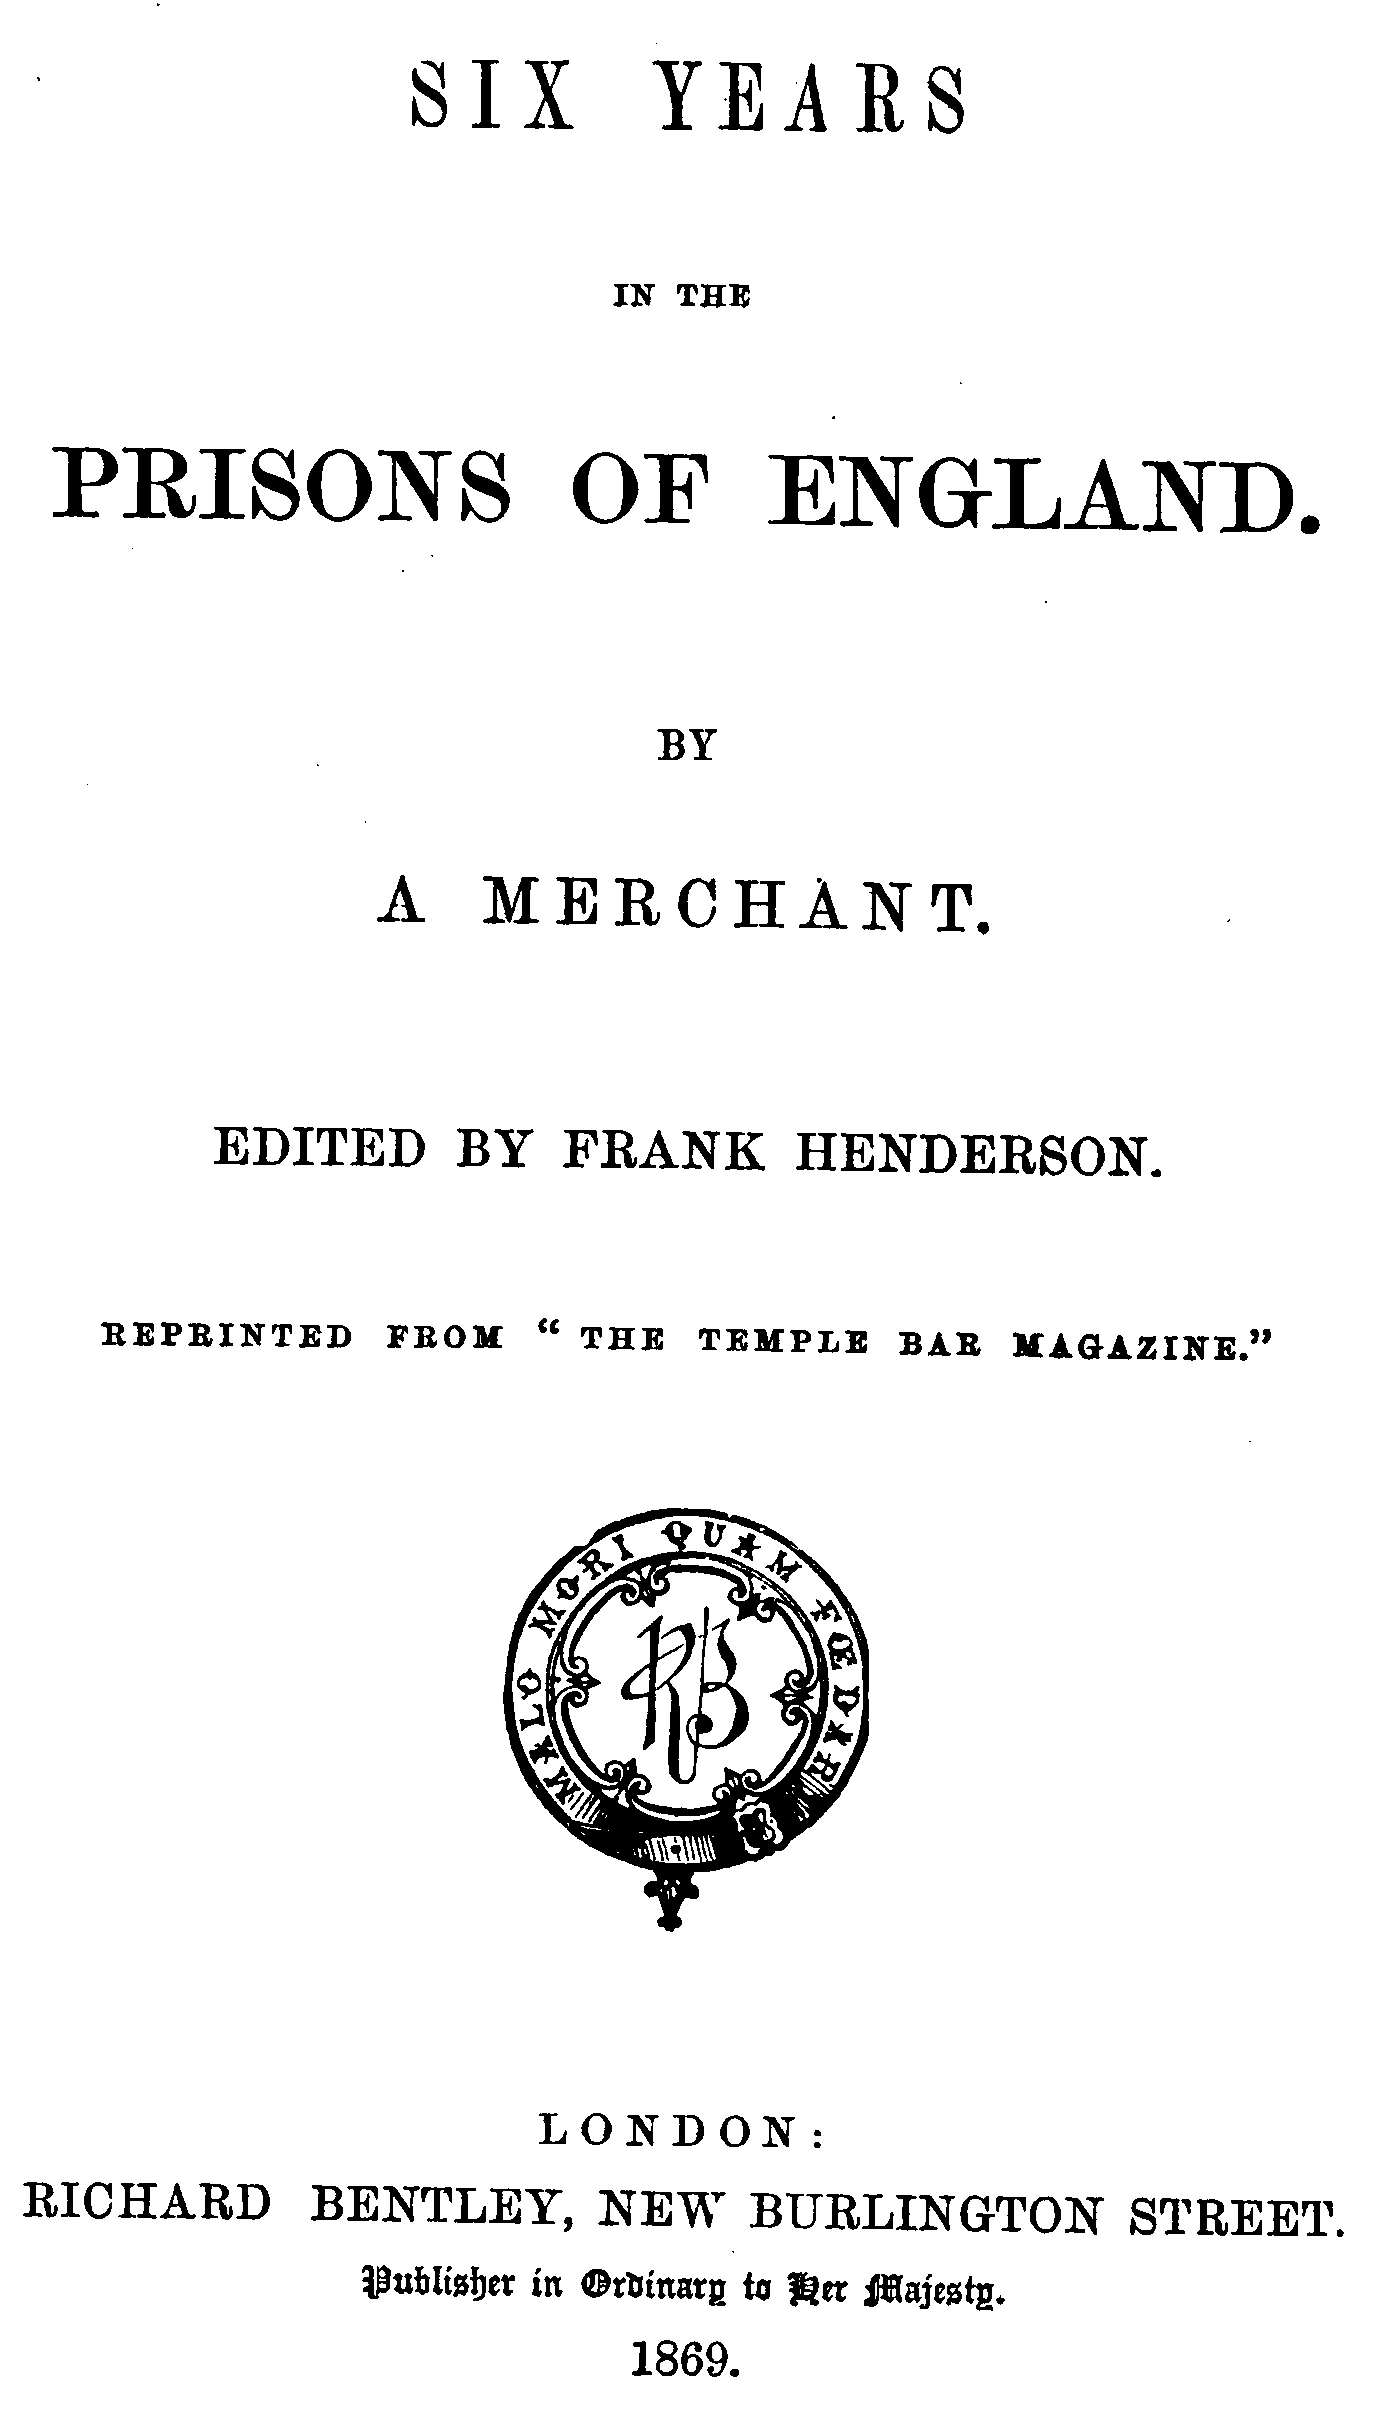 SIX YEARS
IN THE
PRISONS OF ENGLAND.
BY
A MERCHANT.
EDITED BY FRANK HENDERSON.
REPRINTED FROM “THE TEMPLE BAR MAGAZINE.”
MALO MORI QUAM FŒDARI
RB
LONDON:
RICHARD BENTLEY, NEW BURLINGTON STREET.
Publisher in Ordinary to Her Majesty.
1869.